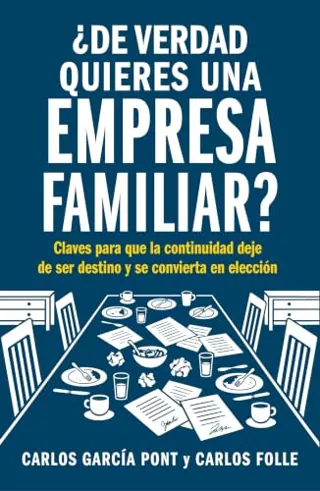 ¿DE VERDAD
QUIERES UNA
EMPRESA
FAMILIAR?
Claves para que la continuidad deje
de ser destino y se convierta en elección
CARLOS GARCÍA PONT y CARLOS FOLLE